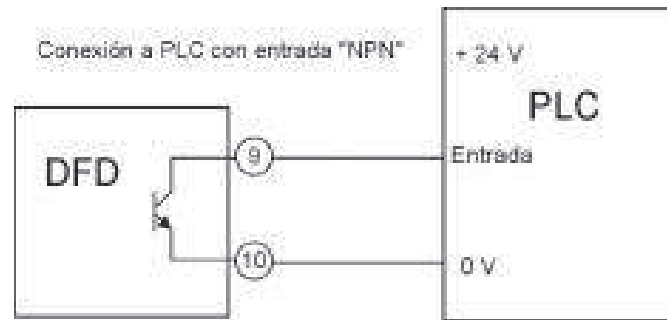 Conexión a PLC con entrada "NPN"
+ 24 V
PLC
DFD
9
Entrada
10
0 V